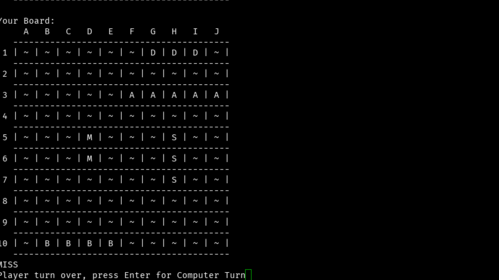 Your Board:
A B C D E F G H I J
-----------------------------------------
1 | ~ | ~ | ~ | ~ | ~ | ~ | D | D | D | ~ |
-----------------------------------------
2 | ~ | ~ | ~ | ~ | ~ | ~ | ~ | ~ | ~ | ~ |
-----------------------------------------
3 | ~ | ~ | ~ | ~ | ~ | A | A | A | A | A |
-----------------------------------------
4 | ~ | ~ | ~ | ~ | ~ | ~ | ~ | ~ | ~ | ~ |
-----------------------------------------
5 | ~ | ~ | ~ | M | ~ | ~ | ~ | S | ~ | ~ |
-----------------------------------------
6 | ~ | ~ | ~ | M | ~ | ~ | ~ | S | ~ | ~ |
-----------------------------------------
7 | ~ | ~ | ~ | ~ | ~ | ~ | ~ | S | ~ | ~ |
-----------------------------------------
8 | ~ | ~ | ~ | ~ | ~ | ~ | ~ | ~ | ~ | ~ |
-----------------------------------------
9 | ~ | ~ | ~ | ~ | ~ | ~ | ~ | ~ | ~ | ~ |
-----------------------------------------
10 | ~ | B | B | B | B | ~ | ~ | ~ | ~ | ~ |
-----------------------------------------
MISS
Player turn over, press Enter for Computer Turn